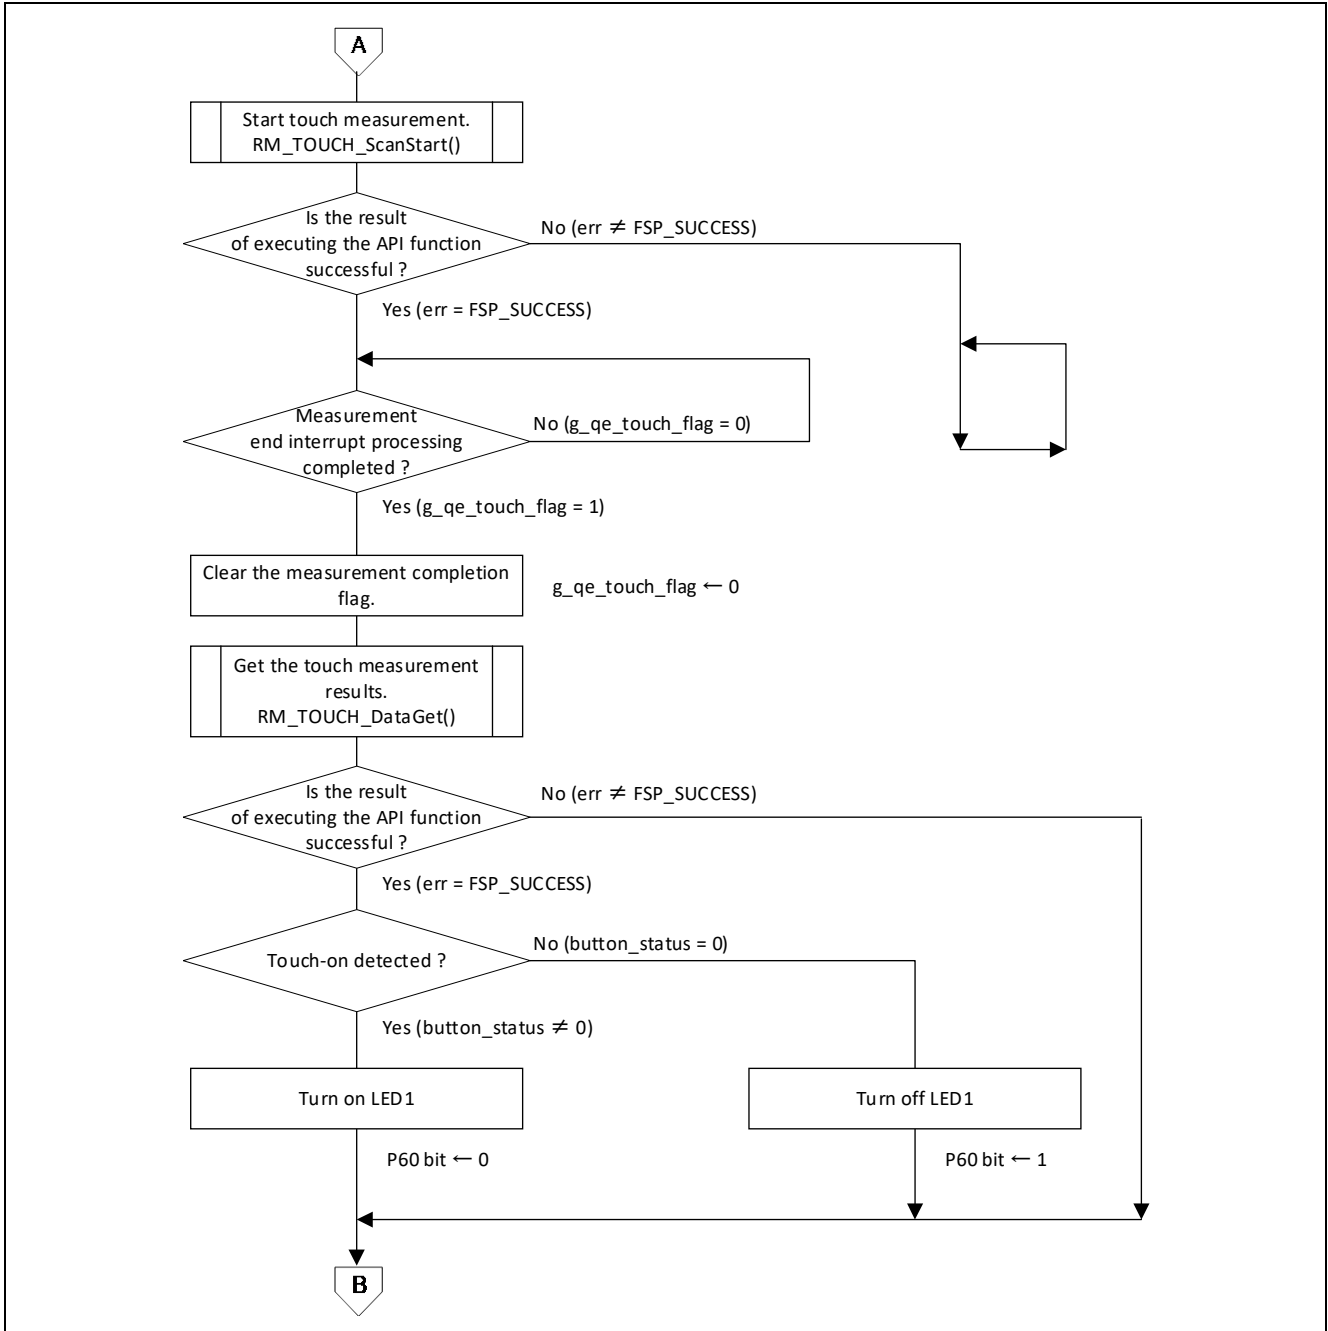 A
Start touch measurement.
RM_TOUCH_ScanStart()
Is the result
of executing the API function
successful ?
No (err ≠ FSP_SUCCESS)
Yes (err = FSP_SUCCESS)
Measurement
end interrupt processing
completed ?
No (g_qe_touch_flag = 0)
Yes (g_qe_touch_flag = 1)
Clear the measurement completion
flag.
g_qe_touch_flag ← 0
Get the touch measurement
results.
RM_TOUCH_DataGet()
Is the result
of executing the API function
successful ?
No (err ≠ FSP_SUCCESS)
Yes (err = FSP_SUCCESS)
Touch-on detected ?
No (button_status = 0)
Yes (button_status ≠ 0)
Turn on LED1
Turn off LED1
P60 bit ← 0
P60 bit ← 1
B